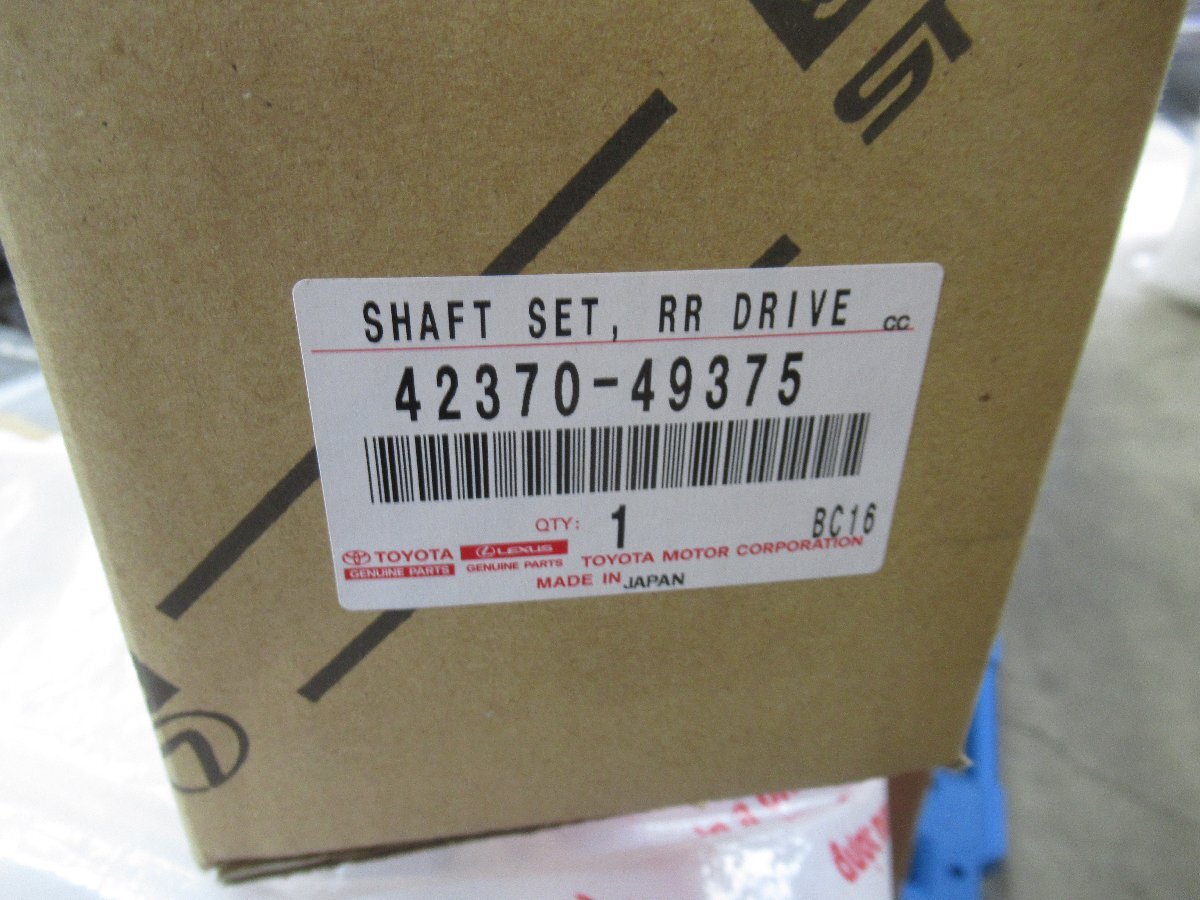 SHAFT SET, RR DRIVE CC
42370-49375
QTY: 1 BC16
TOYOTA LEXUS TOYOTA MOTOR CORPORATION
GENUINE PARTS GENUINE PARTS
MADE IN JAPAN